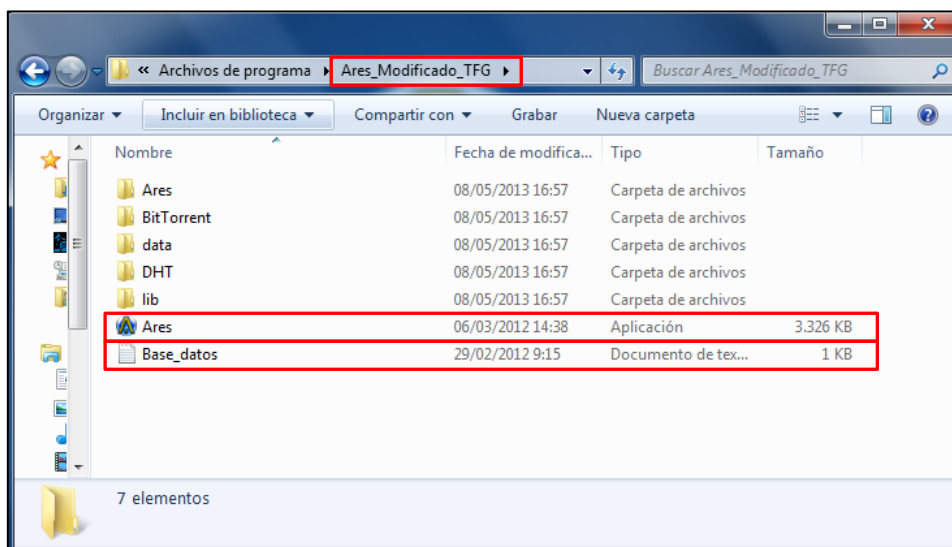 « Archivos de programa Ares_Modificado_TFG Buscar Ares_Modificado_TFG
Organizar Incluir en biblioteca Compartir con Grabar Nueva carpeta
Nombre Fecha de modifica... Tipo Tamaño
Ares 08/05/2013 16:57 Carpeta de archivos
BitTorrent 08/05/2013 16:57 Carpeta de archivos
data 08/05/2013 16:57 Carpeta de archivos
DHT 08/05/2013 16:57 Carpeta de archivos
lib 08/05/2013 16:57 Carpeta de archivos
Ares 06/03/2012 14:38 Aplicación 3.326 KB
Base_datos 29/02/2012 9:15 Documento de tex... 1 KB
7 elementos